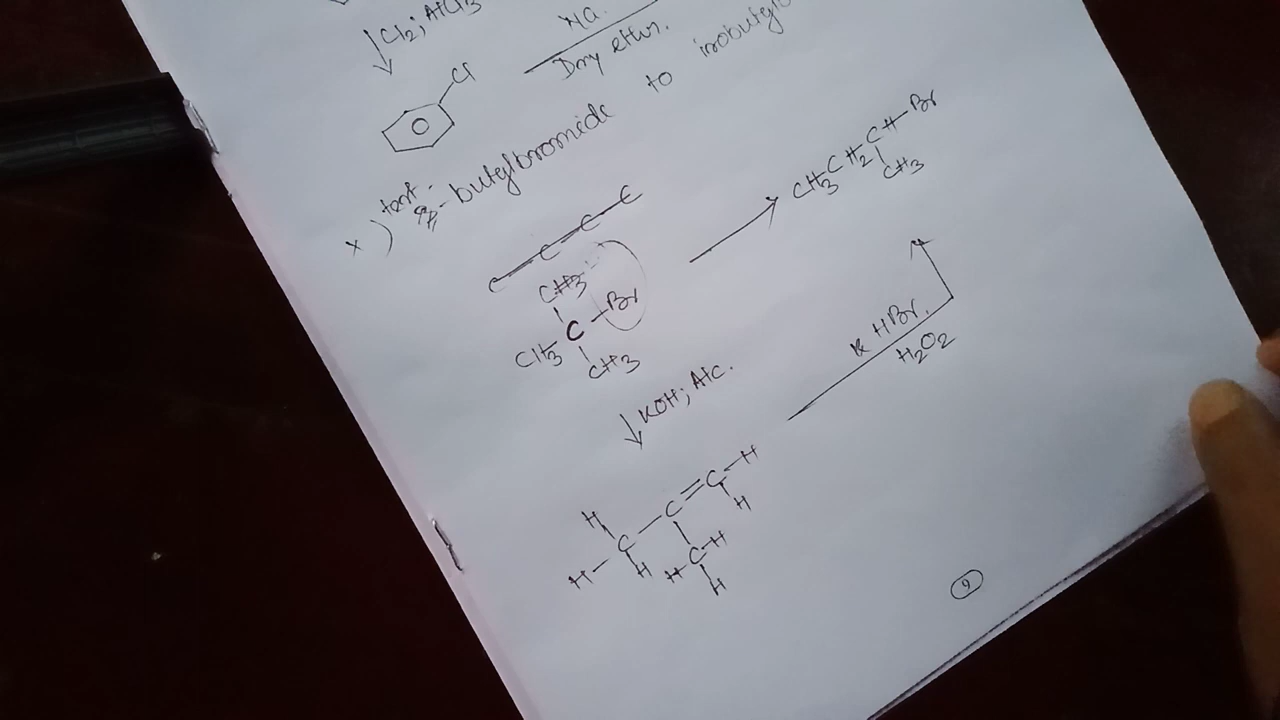 ↓Cl2; AlCl3
Na.
Dry ether.
Cl
x) tert-butylbromide to isobutyl
C—C—C—C
CH3
CH3 C—Br
CH3
CH3CH2CH—Br
CH3
↓KOH; Alc.
HBr.
H2O2
H
H—C—C=C—H
H H
H—C—H
H
9